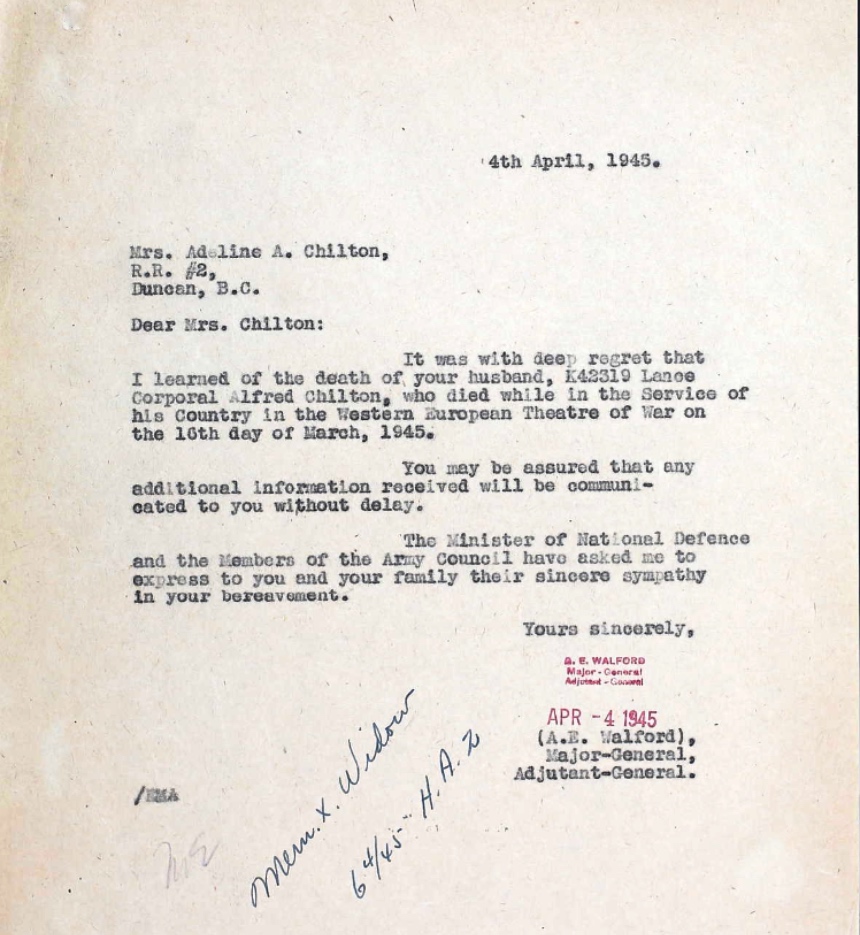 4th April, 1945.
Mrs. Adeline A. Chilton,
R.R. #2,
Duncan, B.C.
Dear Mrs. Chilton:
It was with deep regret that
I learned of the death of your husband, K42319 Lance
Corporal Alfred Chilton, who died while in the Service of
his Country in the Western European Theatre of War on
the 16th day of March, 1945.
You may be assured that any
additional information received will be communi-
cated to you without delay.
The Minister of National Defence
and the Members of the Army Council have asked me to
express to you and your family their sincere sympathy
in your bereavement.
Yours sincerely,
A. E. WALFORD
Major-General
Adjutant-General
APR -4 1945
(A.E. Walford),
Major-General,
Adjutant-General.
/EMA
Mem. X. Widow
6 4/45 H.A.